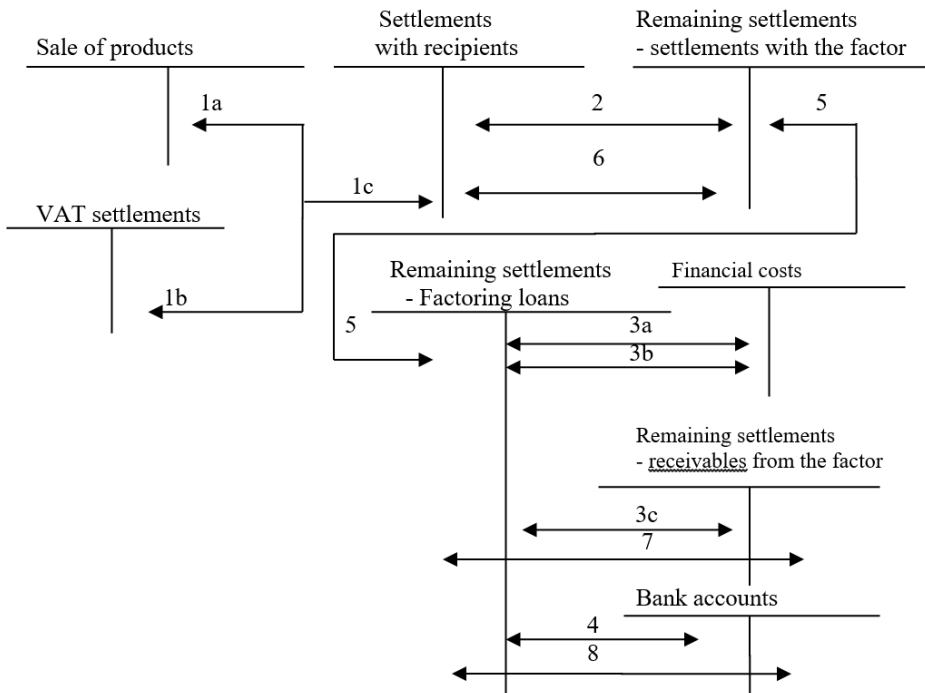 Sale of products
Settlements
with recipients
Remaining settlements
- settlements with the factor
1a
2
5
6
1c
VAT settlements
1b
Remaining settlements
- Factoring loans
Financial costs
5
3a
3b
Remaining settlements
- receivables from the factor
3c
7
Bank accounts
4
8